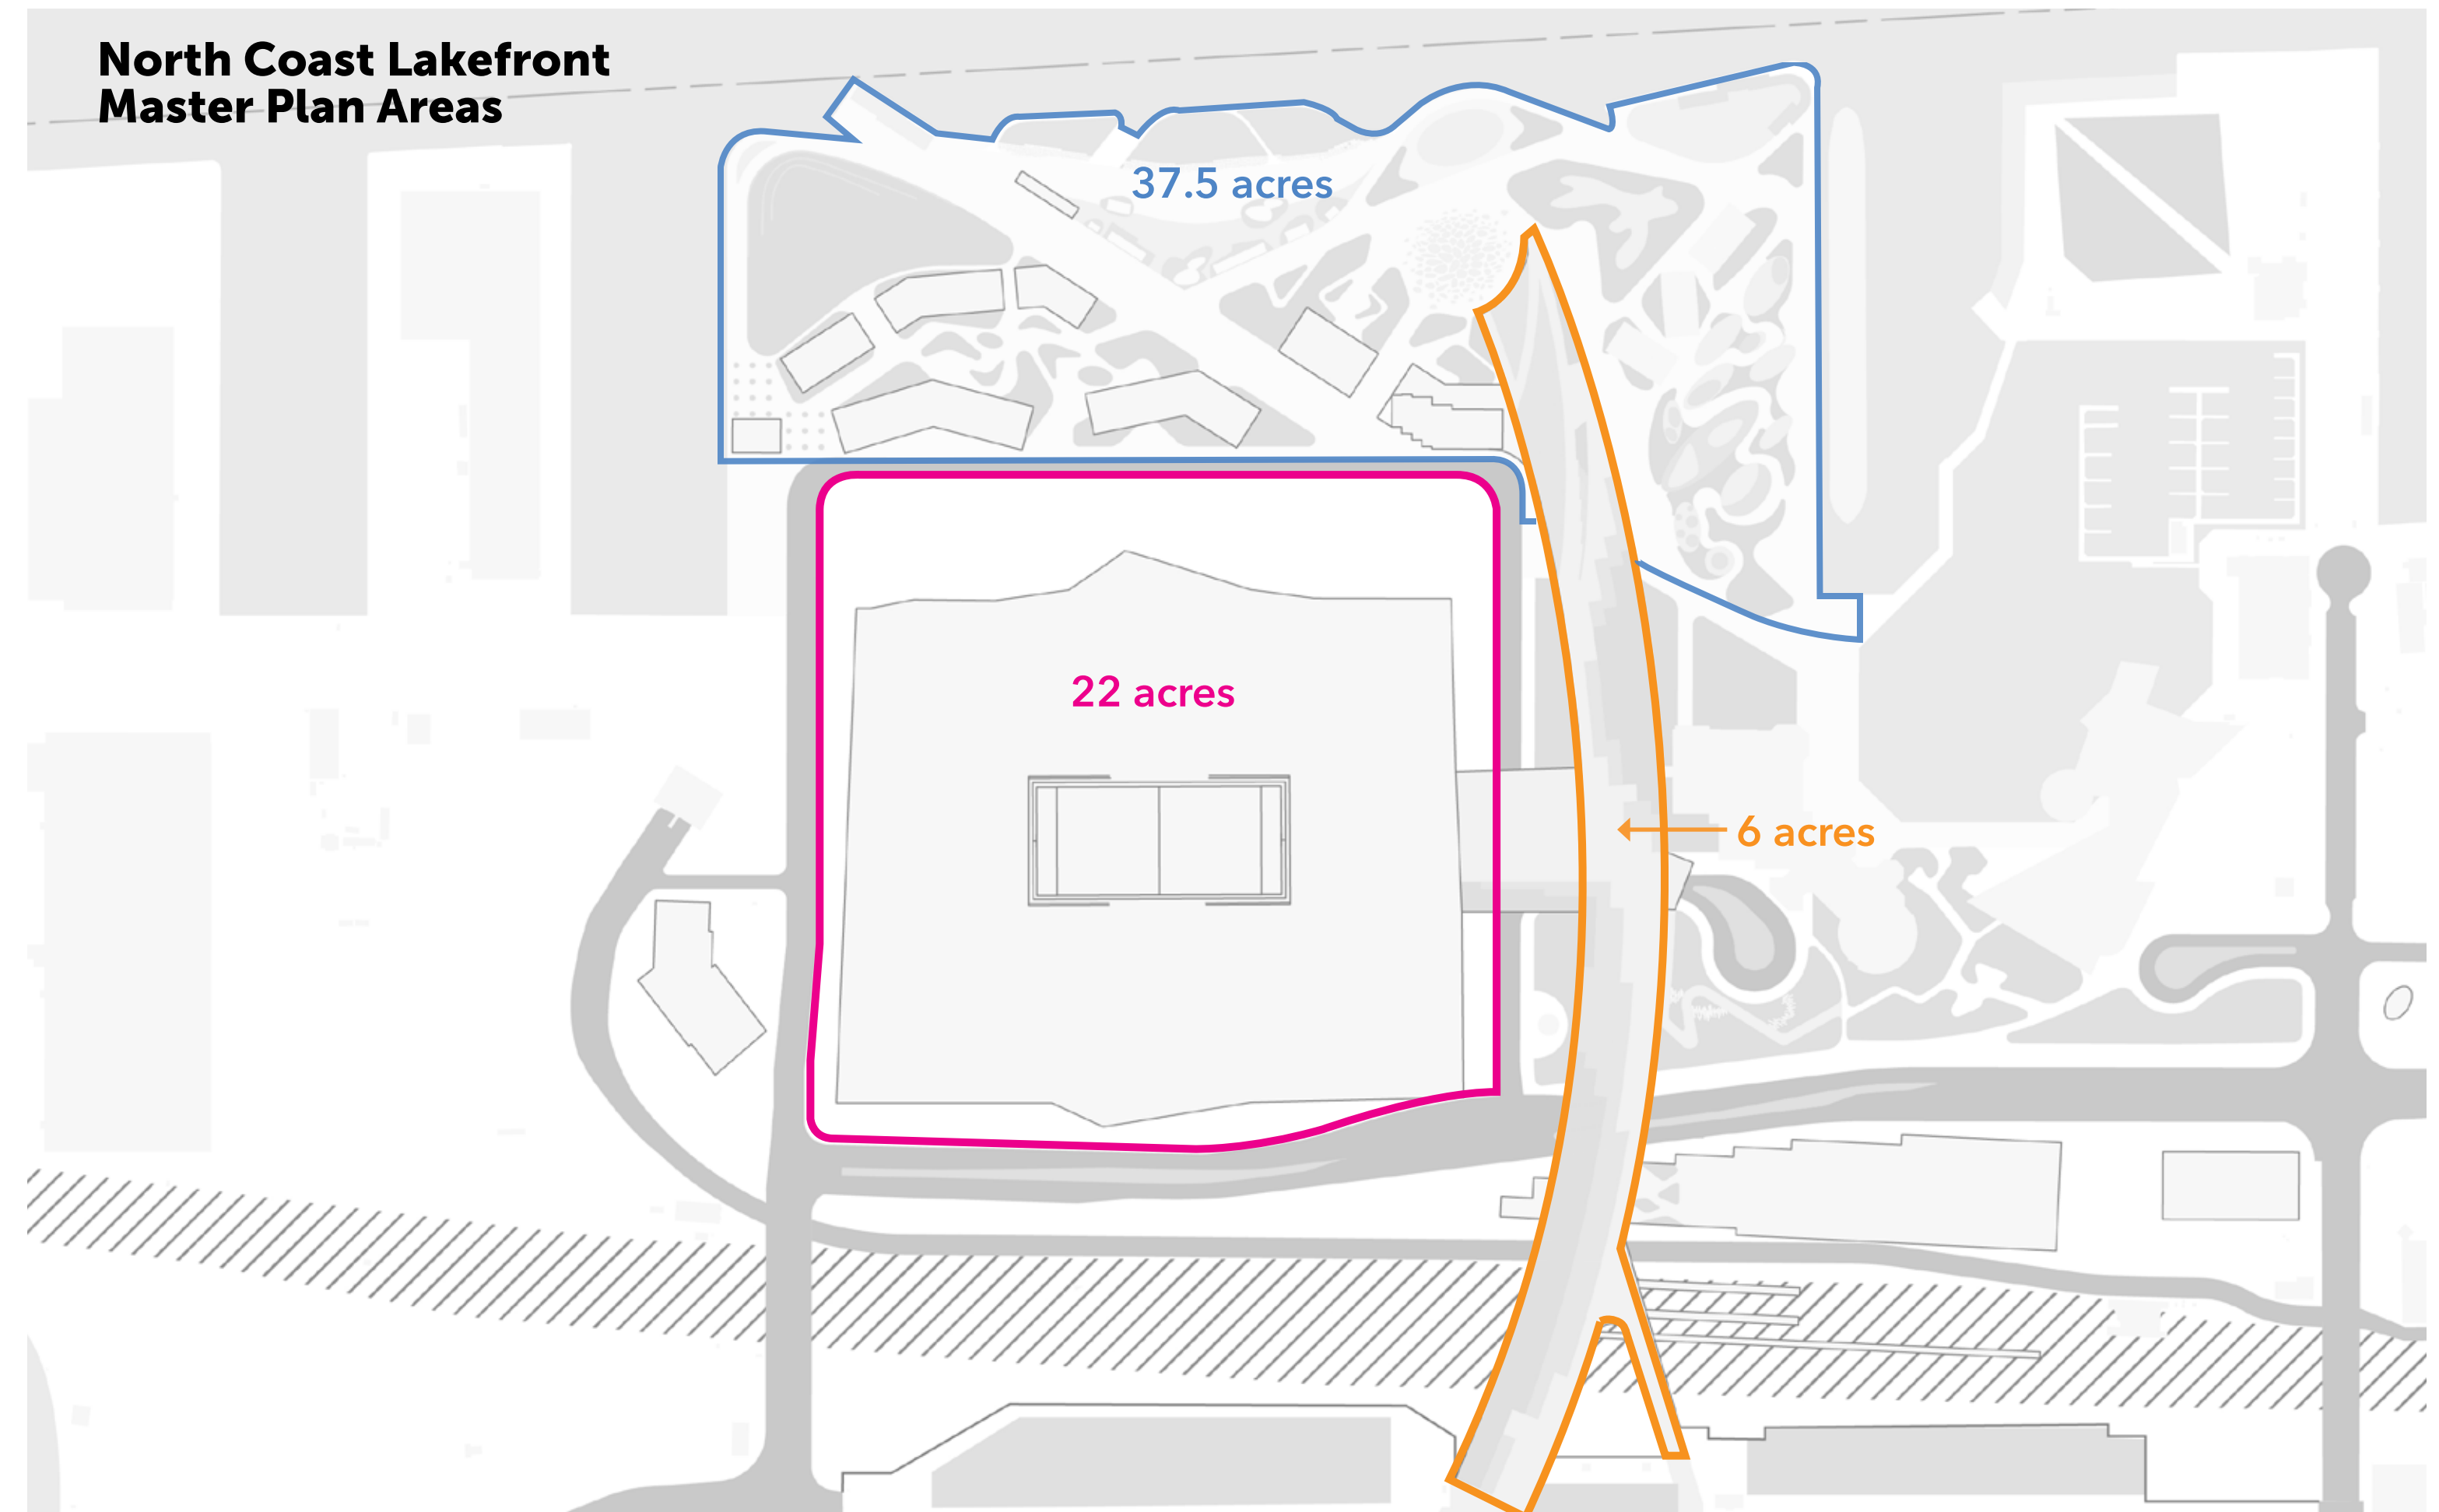 North Coast Lakefront
Master Plan Areas
37.5 acres
22 acres
6 acres